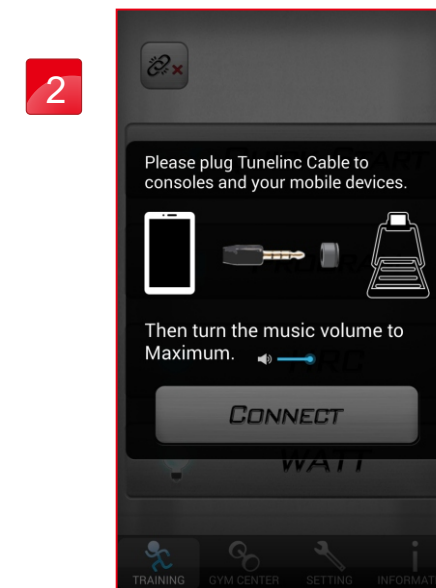 2
Please plug Tunelinc Cable to
consoles and your mobile devices.
Then turn the music volume to
Maximum.
CONNECT
WATT
TRAINING GYM CENTER SETTING